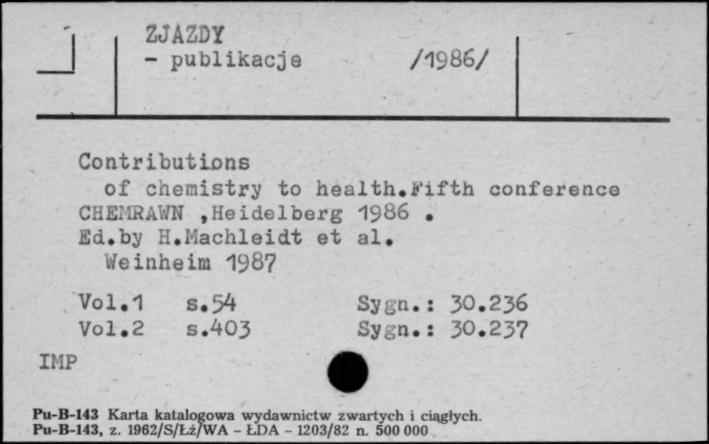 ZJAZDY
- publikacje /1986/
Contributions
of chemistry to health.Fifth conference
CHEMRAWN ,Heidelberg 1986 .
Ed.by H.Machleidt et al.
Weinheim 1987
Vol.1 s.54 Sygn.: 30.236
Vol.2 s.403 Sygn.: 30.237
IMP
Pu-B-143 Karta katalogowa wydawnictw zwartych i ciągłych.
Pu-B-143, z. 1962/S/Łź/WA - ŁDA - 1203/82 n. 500 000